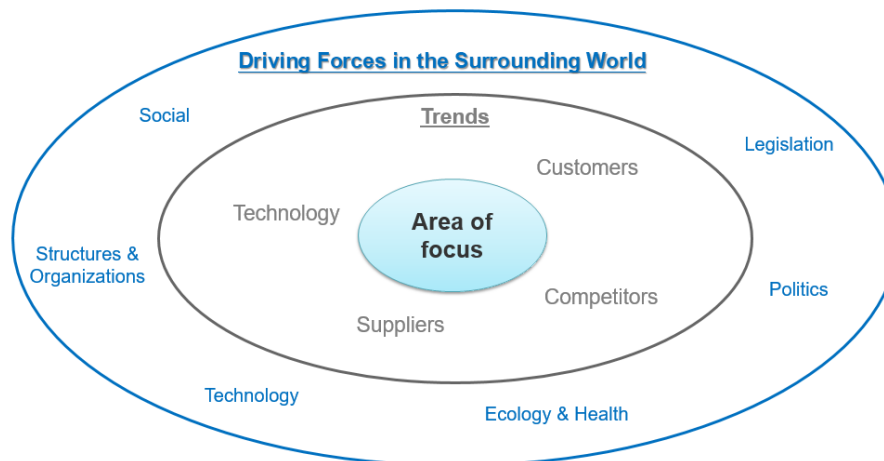 Driving Forces in the Surrounding World
Social
Trends
Legislation
Customers
Technology
Area of
focus
Structures &
Organizations
Competitors
Politics
Suppliers
Technology
Ecology & Health